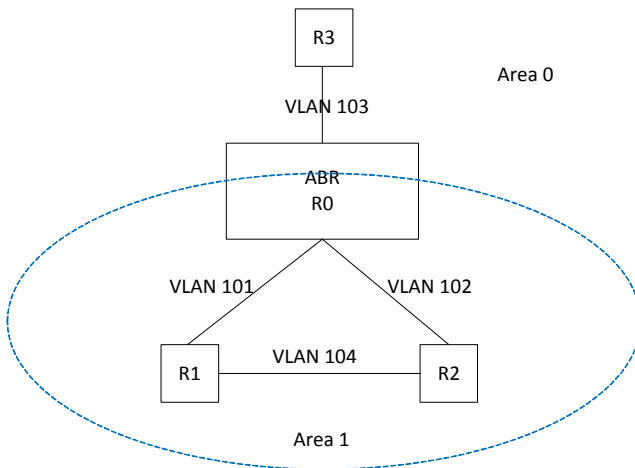 R3
Area 0
VLAN 103
ABR
R0
VLAN 101
VLAN 102
VLAN 104
R1
R2
Area 1